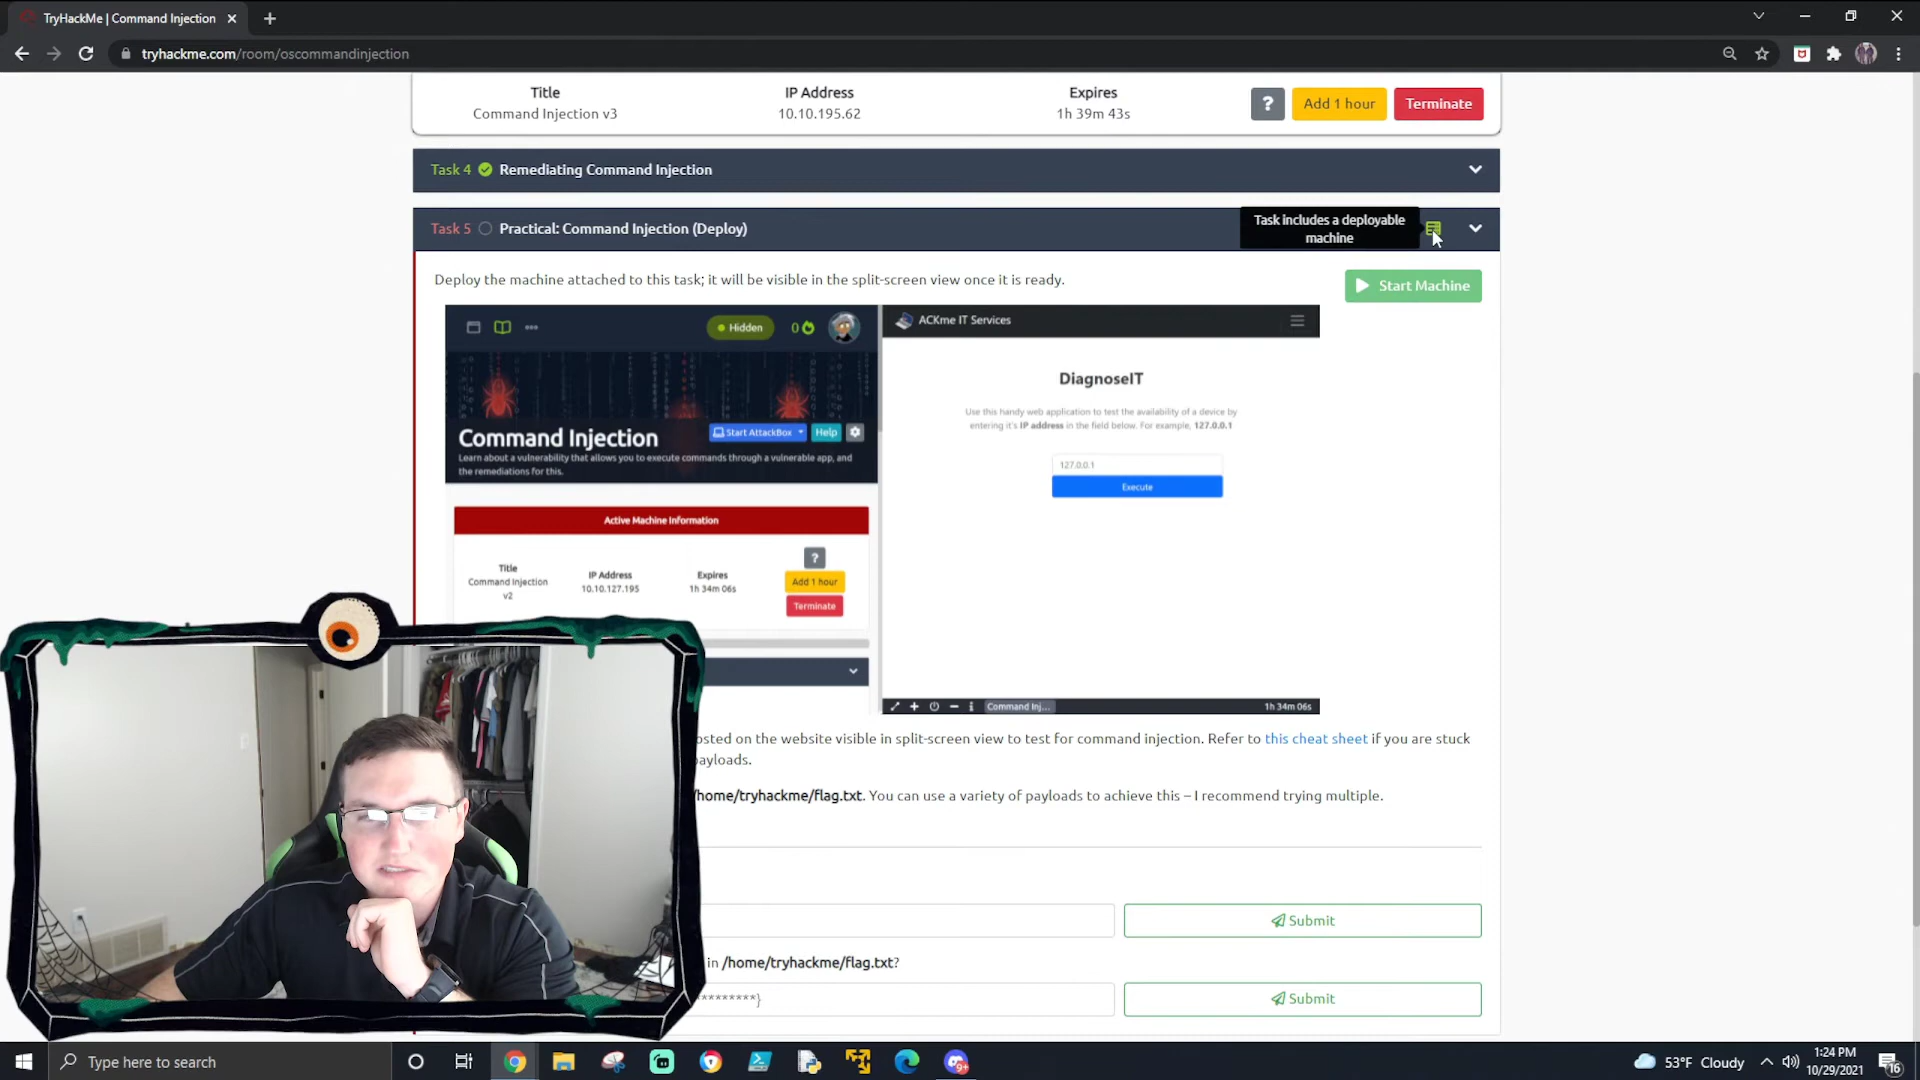 TryHackMe | Command Injection
tryhackme.com/room/oscommandinjection
Title
Command Injection v3
IP Address
10.10.195.62
Expires
1h 39m 43s
?
Add 1 hour
Terminate
Task 4
Remediating Command Injection
Task 5
Practical: Command Injection (Deploy)
Task includes a deployable
machine
Deploy the machine attached to this task; it will be visible in the split-screen view once it is ready.
Start Machine
Hidden
0
Command Injection
Start AttackBox
Help
Learn about a vulnerability that allows you to execute commands through a vulnerable app, and
the remediations for this.
Active Machine Information
Title
Command Injection
v2
IP Address
10.10.127.195
Expires
1h 34m 06s
?
Add 1 hour
Terminate
ACKme IT Services
DiagnoseIT
Use this handy web application to test the availability of a device by
entering it's IP address in the field below. For example, 127.0.0.1
127.0.0.1
Execute
Command Inj...
1h 34m 06s
osted on the website visible in split-screen view to test for command injection. Refer to this cheat sheet if you are stuck
ayloads.
/home/tryhackme/flag.txt. You can use a variety of payloads to achieve this – I recommend trying multiple.
Submit
in /home/tryhackme/flag.txt?
*********}
Submit
Type here to search
9+
53°F Cloudy
1:24 PM
10/29/2021
16